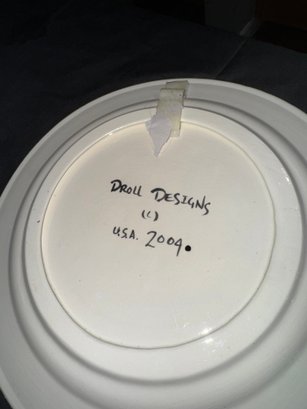 DROLL DESIGNS
(c)
U.S.A. 2004.